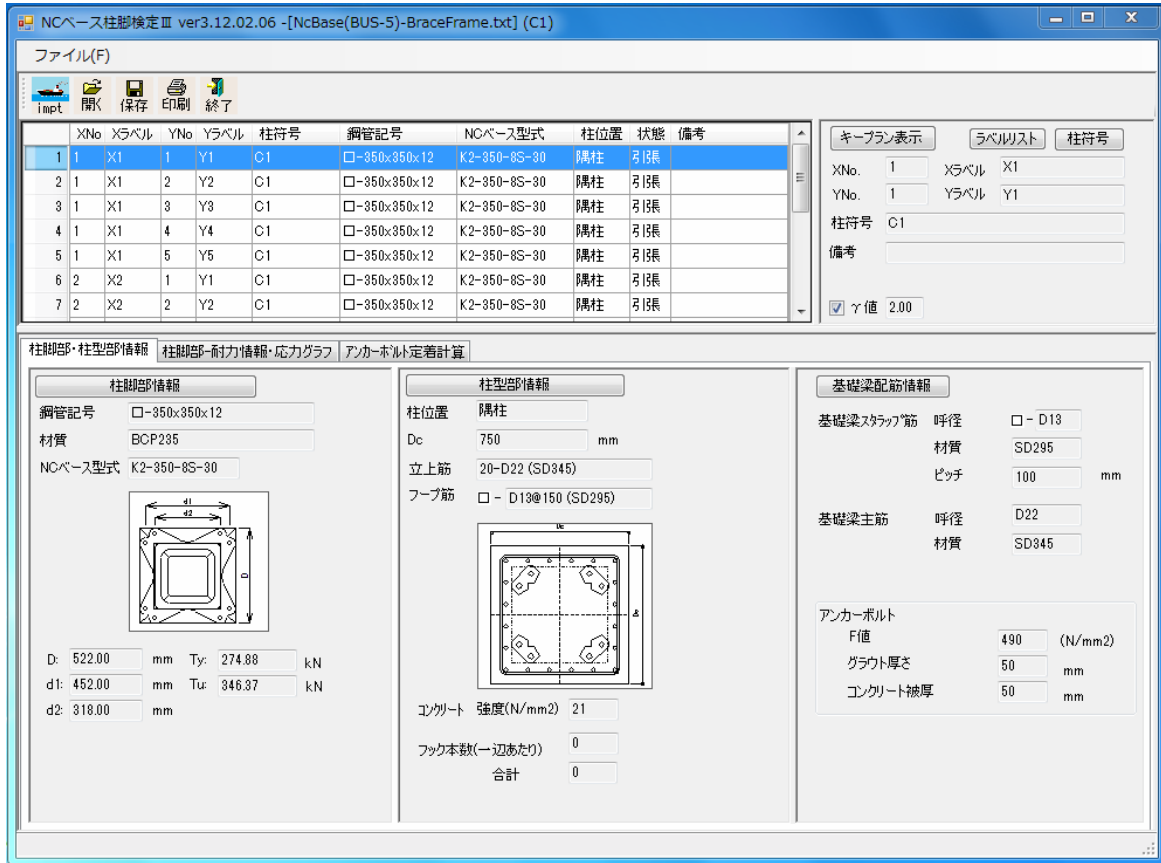 NCベース柱脚検定Ⅲ ver3.12.02.06 -[NcBase(BUS-5)-BraceFrame.txt] (C1)
ファイル(F)
impt 開く 保存 印刷 終了
XNo Xラベル YNo Yラベル 柱符号 鋼管記号 NCベース型式 柱位置 状態 備考
1 1 X1 1 Y1 C1 ロ-350x350x12 K2-350-8S-30 隅柱 引張
2 1 X1 2 Y2 C1 ロ-350x350x12 K2-350-8S-30 隅柱 引張
3 1 X1 3 Y3 C1 ロ-350x350x12 K2-350-8S-30 隅柱 引張
4 1 X1 4 Y4 C1 ロ-350x350x12 K2-350-8S-30 隅柱 引張
5 1 X1 5 Y5 C1 ロ-350x350x12 K2-350-8S-30 隅柱 引張
6 2 X2 1 Y1 C1 ロ-350x350x12 K2-350-8S-30 隅柱 引張
7 2 X2 2 Y2 C1 ロ-350x350x12 K2-350-8S-30 隅柱 引張
キープラン表示 ラベルリスト 柱符号
XNo. 1 Xラベル X1
YNo. 1 Yラベル Y1
柱符号 C1
備考
γ値 2.00
柱脚部・柱型部情報 柱脚部-耐力情報・応力グラフ アンカーボルト定着計算
柱脚部情報
鋼管記号 ロ-350x350x12
材質 BCP235
NCベース型式 K2-350-8S-30
d1
d2
D
D: 522.00 mm Ty: 274.88 kN
d1: 452.00 mm Tu: 346.37 kN
d2: 318.00 mm
柱型部情報
柱位置 隅柱
Dc 750 mm
立上筋 20-D22 (SD345)
フープ筋 ロ - D13@150 (SD295)
Dc
Dc
コンクリート 強度(N/mm2) 21
フック本数(一辺あたり) 0
合計 0
基礎梁配筋情報
基礎梁スタラップ筋 呼径 ロ - D13
材質 SD295
ピッチ 100 mm
基礎梁主筋 呼径 D22
材質 SD345
アンカーボルト
F値 490 (N/mm2)
グラウト厚さ 50 mm
コンクリート被厚 50 mm